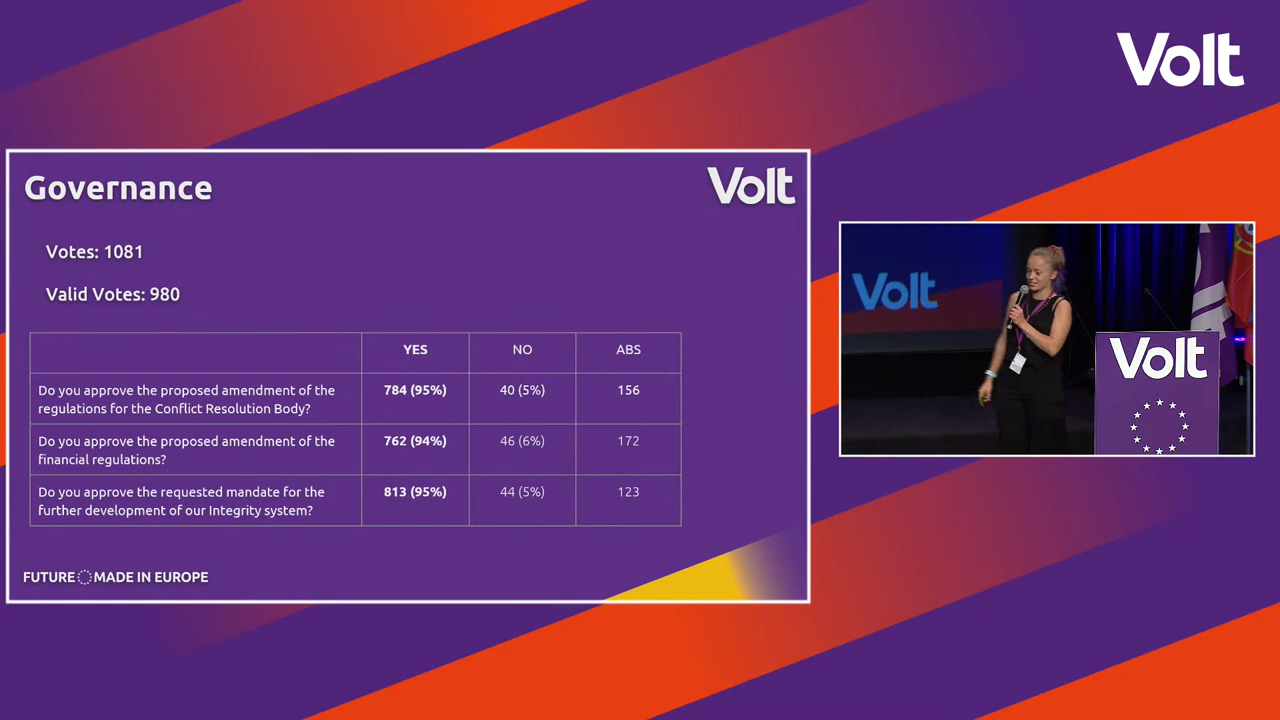 Volt
Governance
Volt
Votes: 1081
Valid Votes: 980
YES NO ABS
Do you approve the proposed amendment of the
regulations for the Conflict Resolution Body?
784 (95%) 40 (5%) 156
Do you approve the proposed amendment of the
financial regulations?
762 (94%) 46 (6%) 172
Do you approve the requested mandate for the
further development of our Integrity system?
813 (95%) 44 (5%) 123
FUTURE MADE IN EUROPE
Volt
Volt